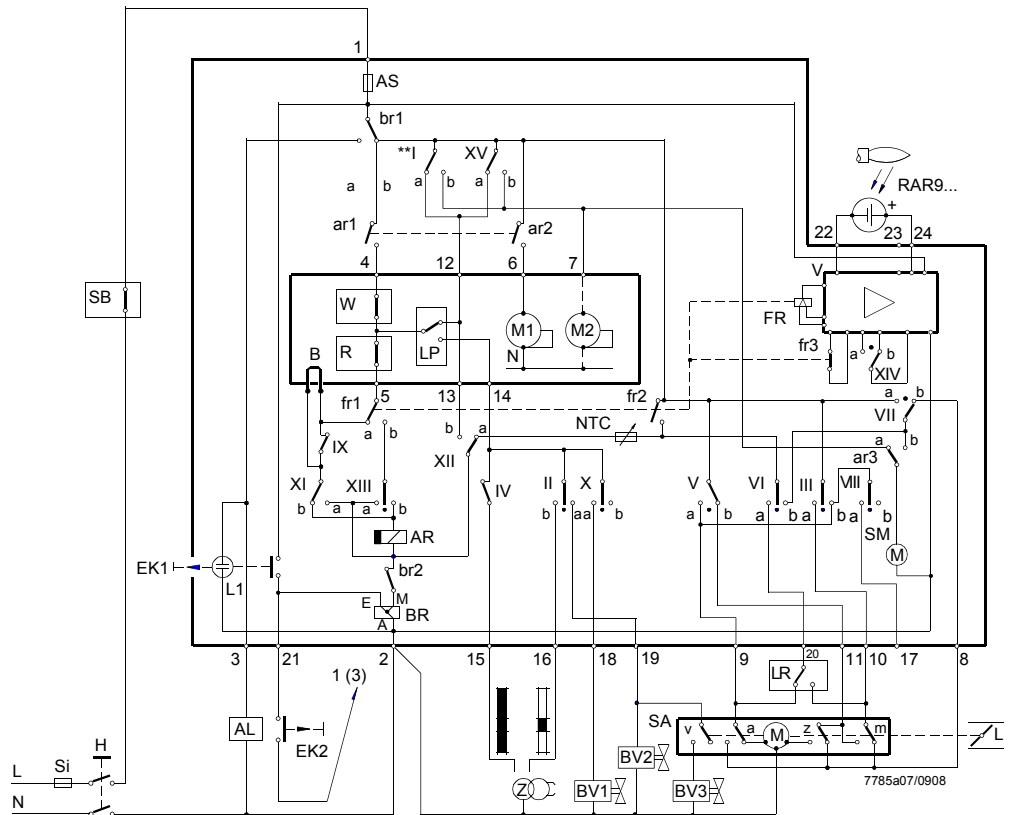 1
AS
br1
**I
XV
a
b
a
b
a
b
RAR9...
+
ar1
ar2
22
23
24
4
12
6
7
V
SB
W
M1
M2
FR
LP
R
N
fr3
a
b
XIV
B
5
13
14
fr1
fr2
a
b
VII
NTC
a
b
b
a
a
b
IX
XII
ar3
XI
XIII
IV
II
X
V
VI
III
VIII
b
a
a
b
b
a
a
b
a
b
a
b
a
b
a
b
SM
AR
M
EK1
br2
L1
E
M
BR
A
3
21
2
15
16
18
19
9
20
11
10
17
8
1 (3)
LR
AL
SA
v
a
M
z
m
L
EK2
H
BV2
L
Si
7785a07/0908
Z
BV1
BV3
N